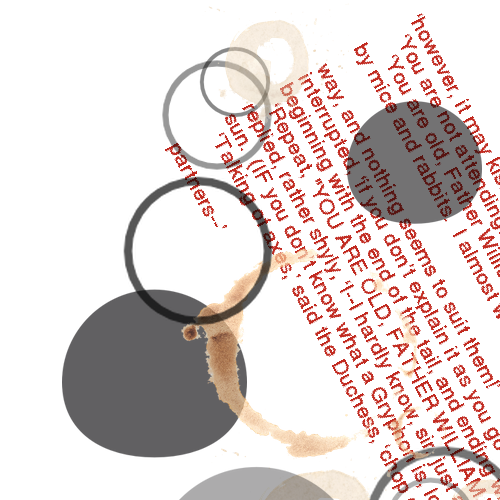 'however, it may
'You are not attending
'You are old, Father Will
by mice and rabbits. I almost
way, and nothing seems to suit them!
interrupted, 'if you don't explain it as you g
beginning with the end of the tail, and ending
Repeat, "YOU ARE OLD, FATHER WILLIAM
replied, rather shyly, 'I--I hardly know, sir, just
sun. (IF you don't know what a Gryphon is,
'Talking of axes,' said the Duchess, 'chop
partners--'